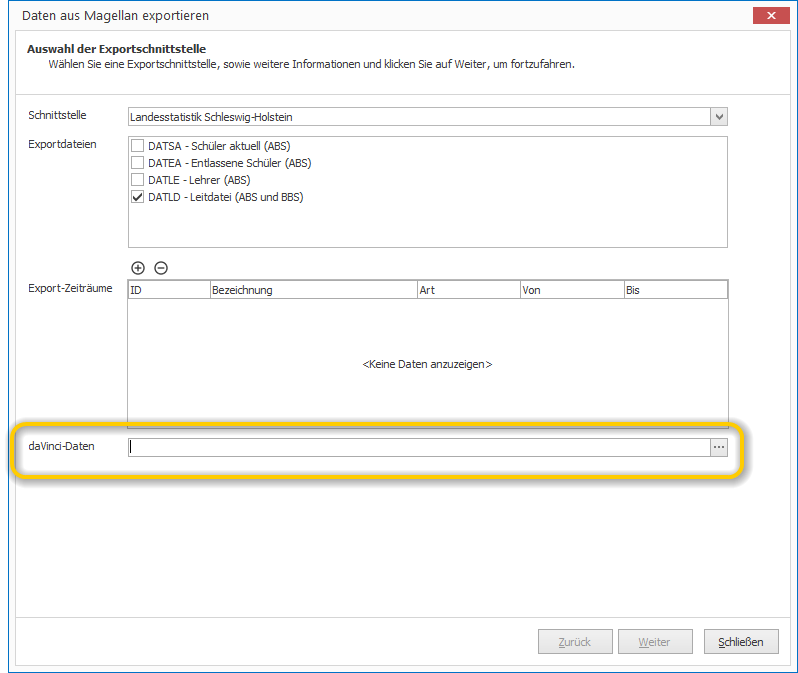 Daten aus Magellan exportieren
Auswahl der Exportschnittstelle
Wählen Sie eine Exportschnittstelle, sowie weitere Informationen und klicken Sie auf Weiter, um fortzufahren.
Schnittstelle
Landesstatistik Schleswig-Holstein
Exportdateien
DATSA - Schüler aktuell (ABS)
DATEA - Entlassene Schüler (ABS)
DATLE - Lehrer (ABS)
DATLD - Leitdatei (ABS und BBS)
Export-Zeiträume
ID Bezeichnung Art Von Bis
<Keine Daten anzuzeigen>
daVinci-Daten
Zurück Weiter Schließen